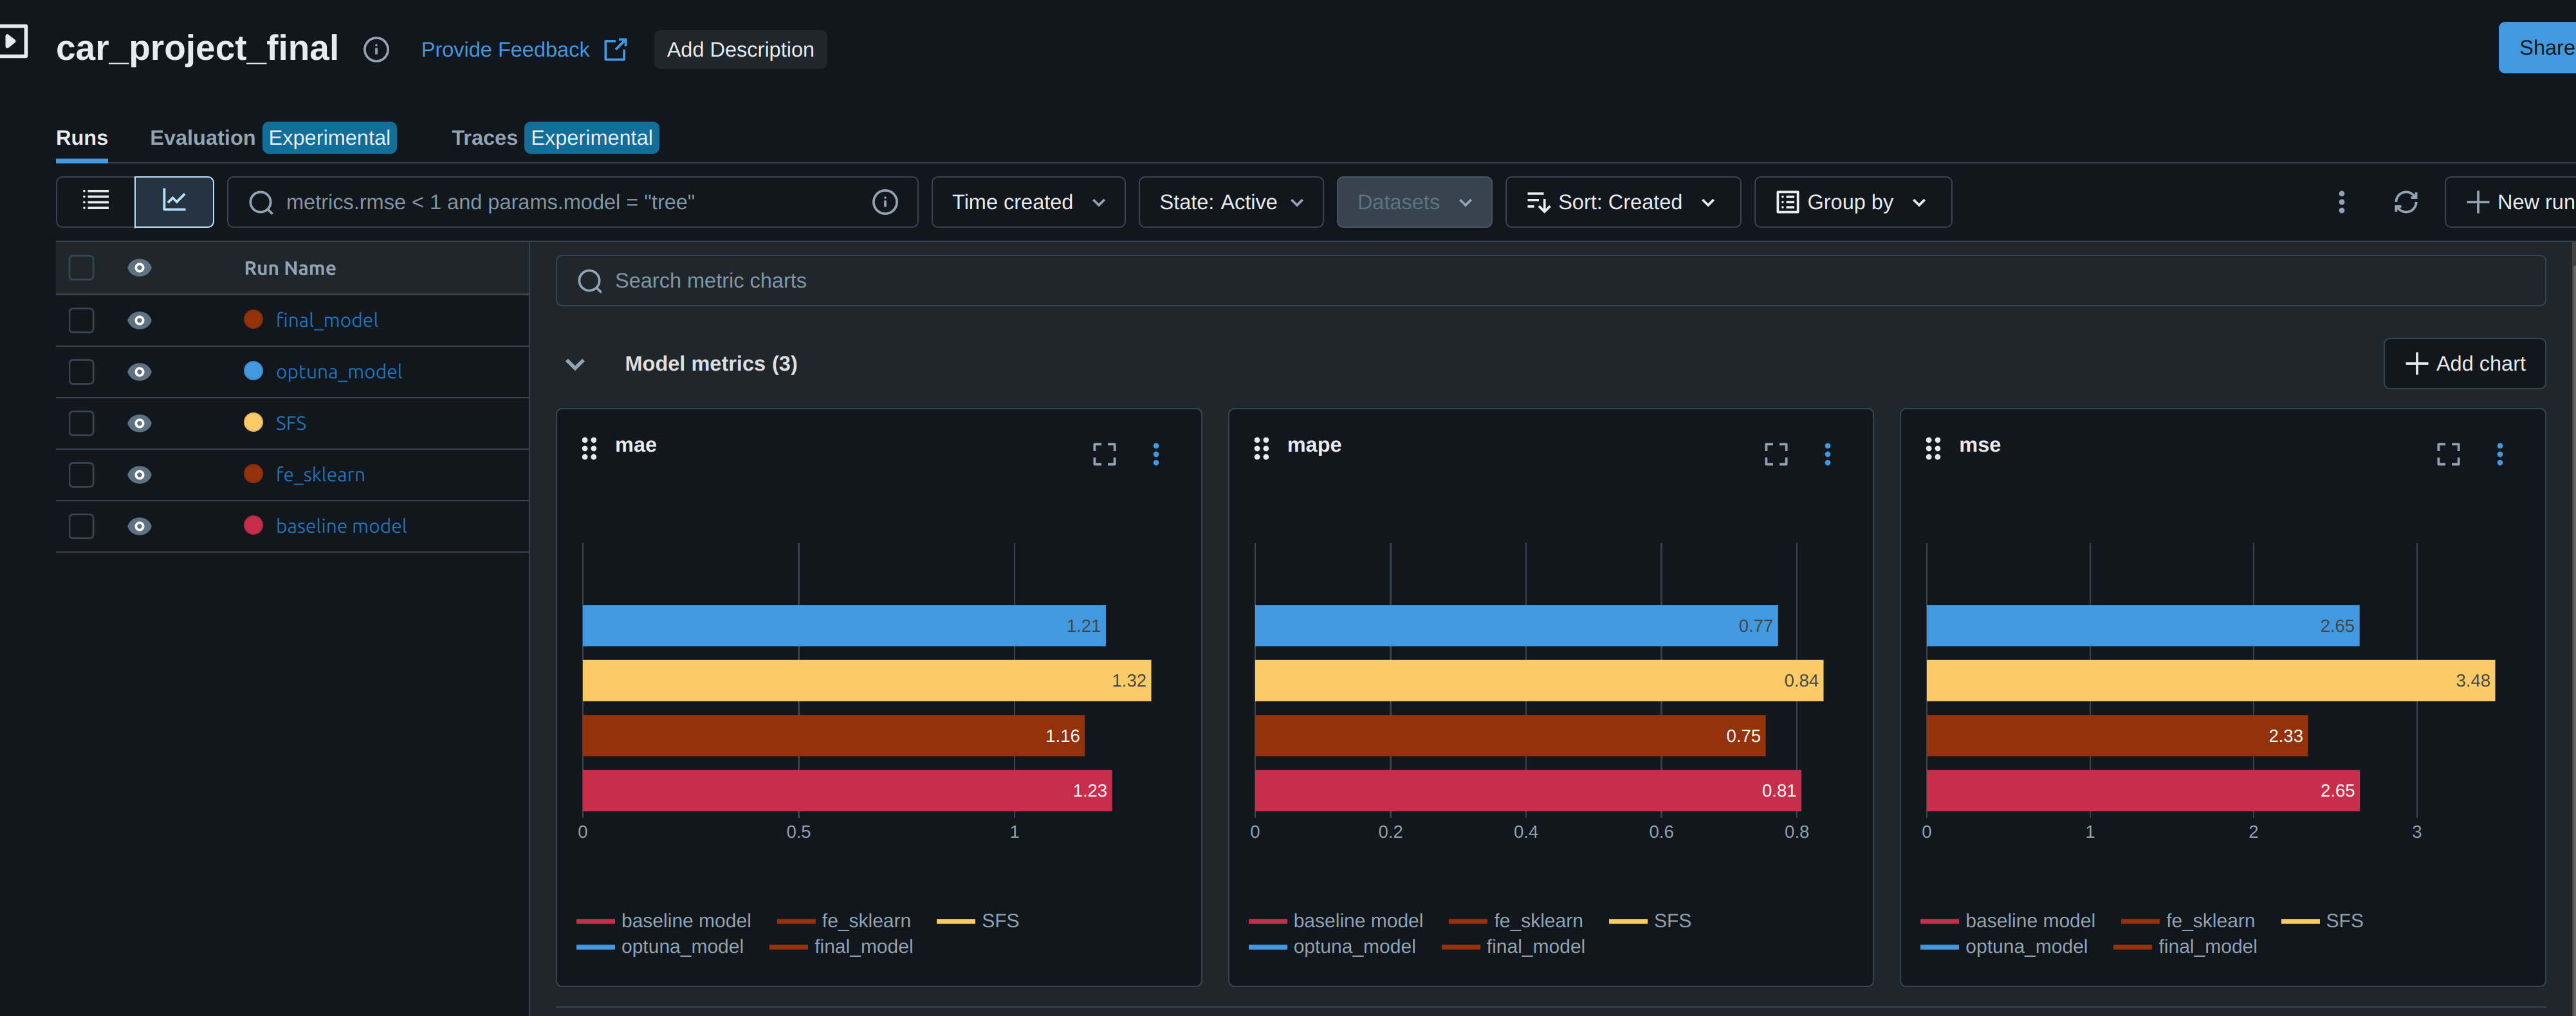 car_project_final Provide Feedback Add Description Share
Runs Evaluation Experimental Traces Experimental
metrics.rmse < 1 and params.model = "tree" Time created State: Active Datasets Sort: Created Group by New run
Run Name
final_model
optuna_model
SFS
fe_sklearn
baseline model
Search metric charts
Model metrics (3) Add chart
mae
1.21
1.32
1.16
1.23
0 0.5 1
baseline model fe_sklearn SFS
optuna_model final_model
mape
0.77
0.84
0.75
0.81
0 0.2 0.4 0.6 0.8
baseline model fe_sklearn SFS
optuna_model final_model
mse
2.65
3.48
2.33
2.65
0 1 2 3
baseline model fe_sklearn SFS
optuna_model final_model